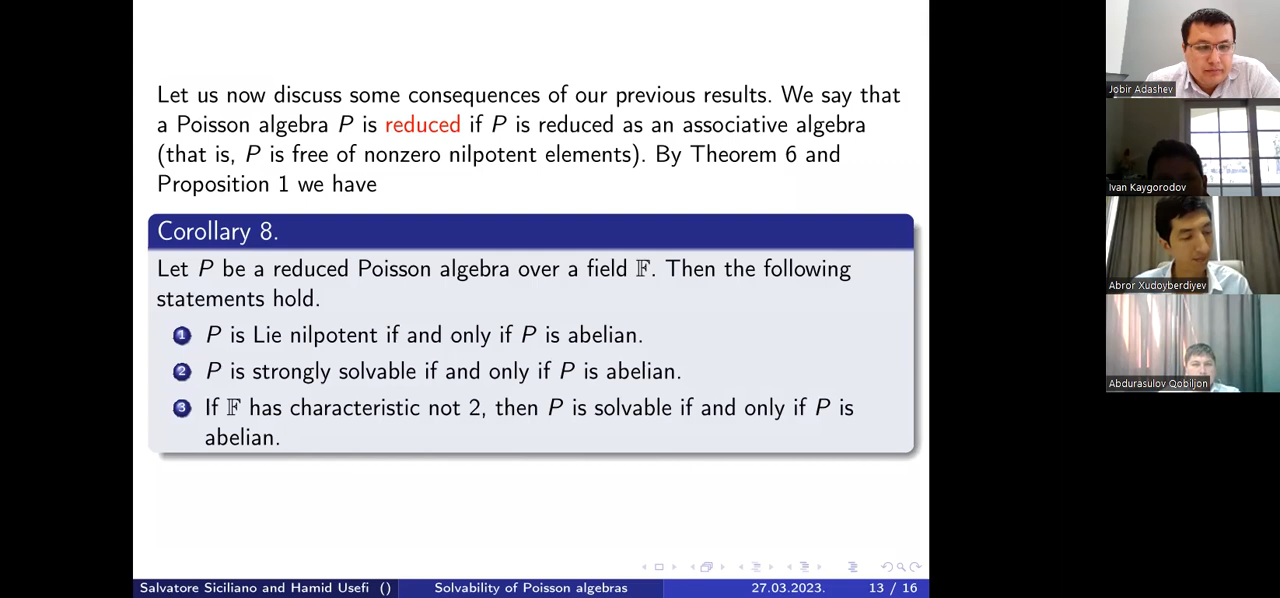 Let us now discuss some consequences of our previous results. We say that
a Poisson algebra P is reduced if P is reduced as an associative algebra
(that is, P is free of nonzero nilpotent elements). By Theorem 6 and
Proposition 1 we have
Corollary 8.
Let P be a reduced Poisson algebra over a field 𝔽. Then the following
statements hold.
1 P is Lie nilpotent if and only if P is abelian.
2 P is strongly solvable if and only if P is abelian.
3 If 𝔽 has characteristic not 2, then P is solvable if and only if P is
abelian.
Salvatore Siciliano and Hamid Usefi () Solvability of Poisson algebras 27.03.2023. 13 / 16
Jobir Adashev
Ivan Kaygorodov
Abror Xudoyberdiyev
Abdurasulov Qobiljon